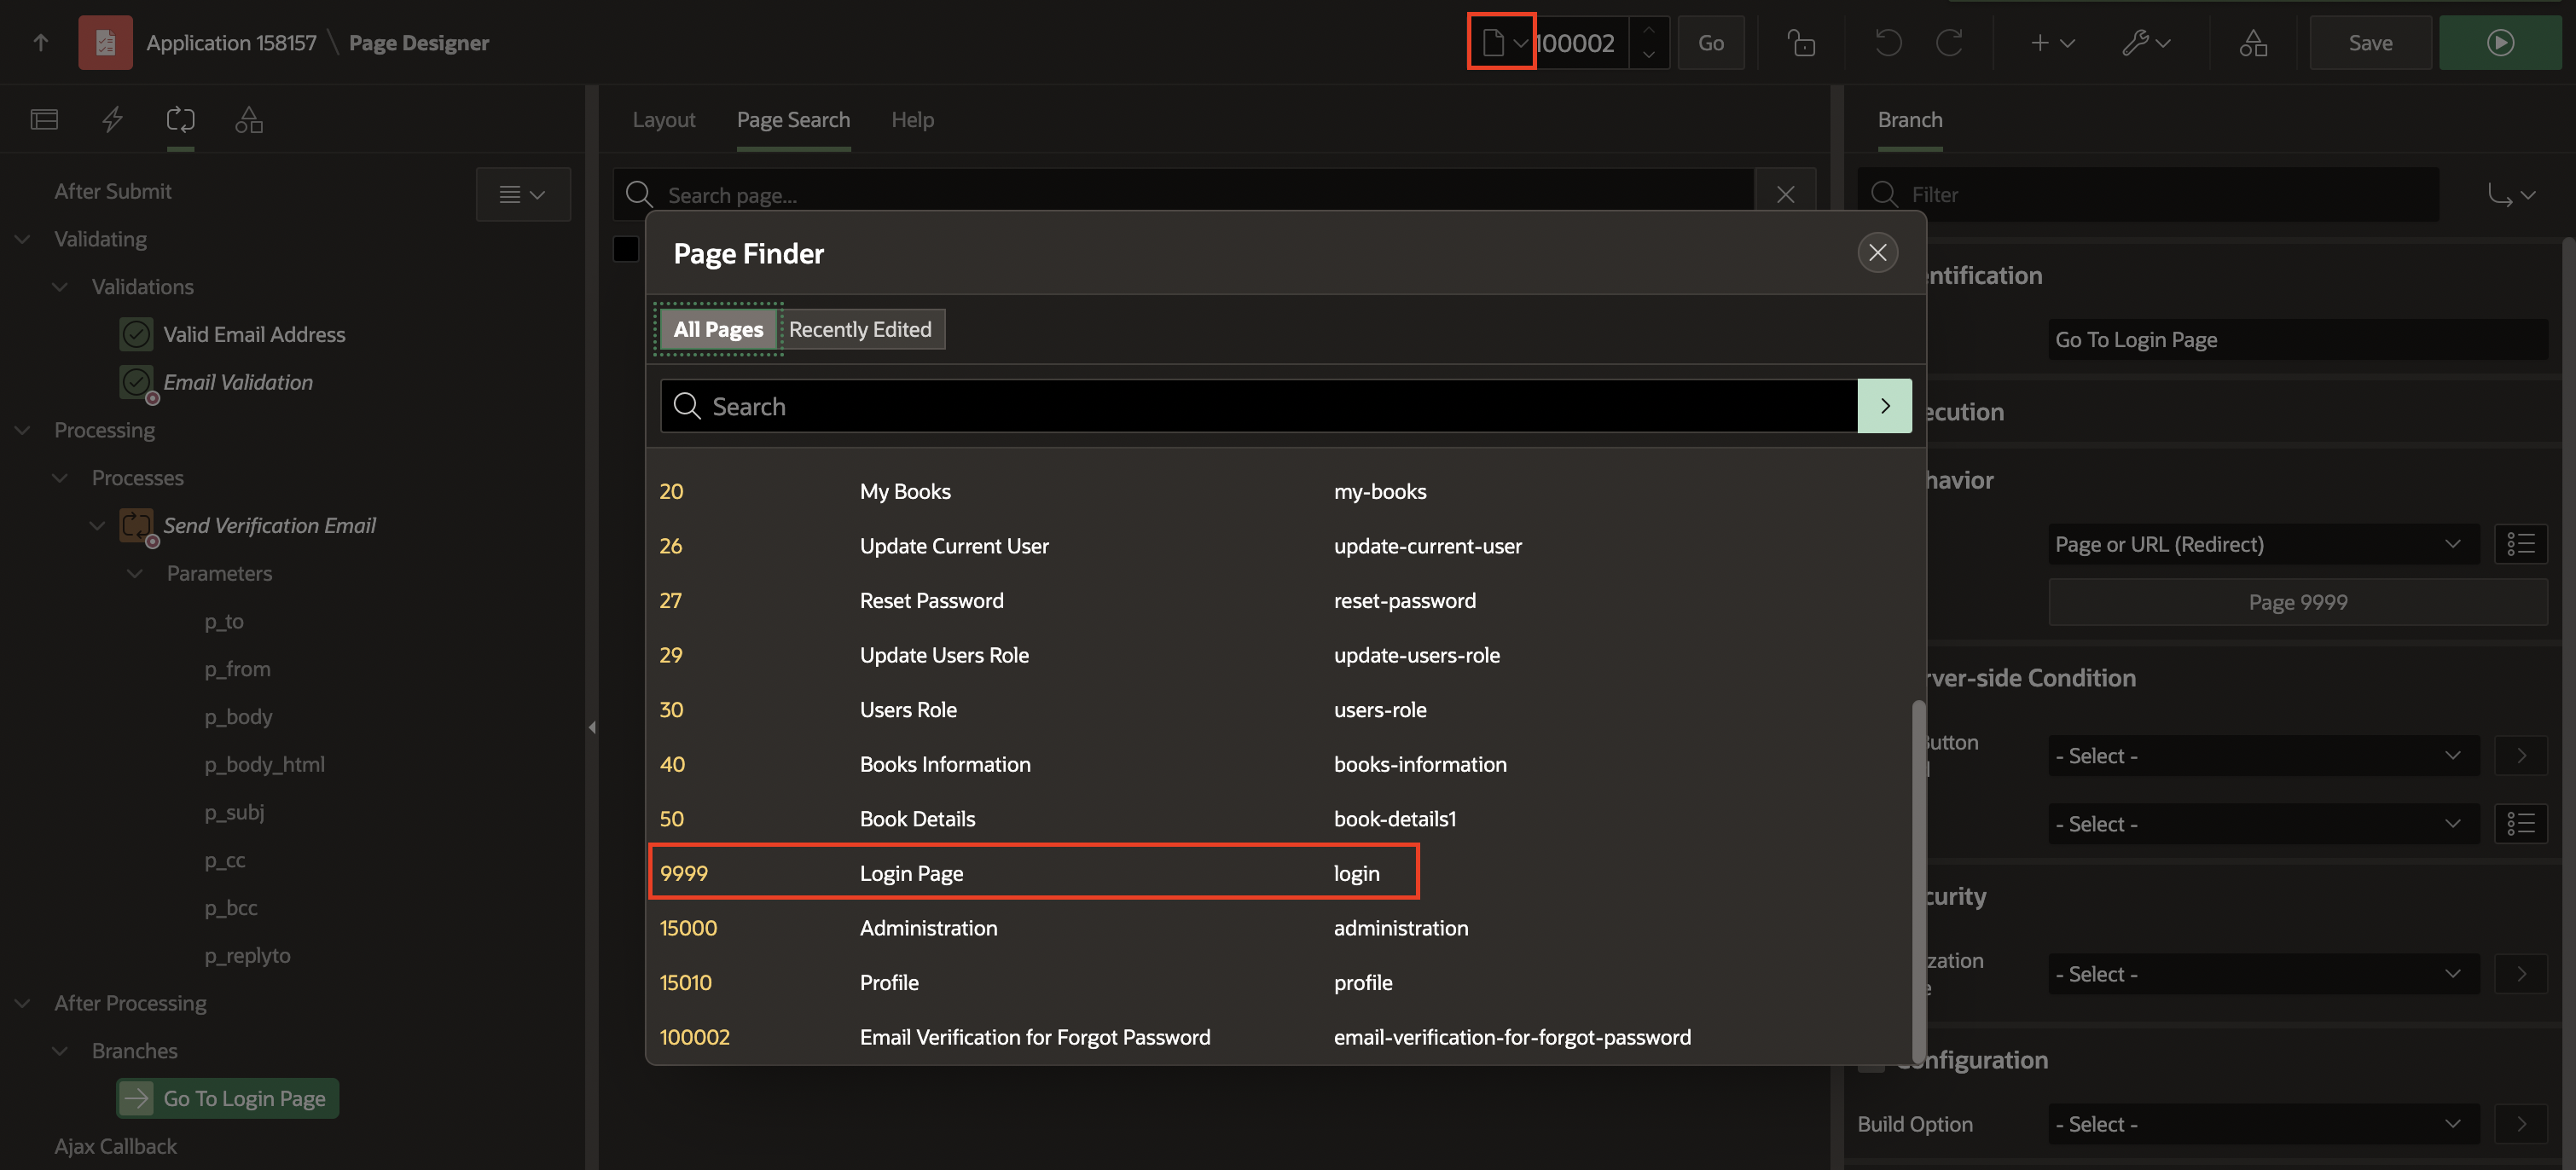 Application 158157 \ Page Designer
100002
Go
Save
Layout
Page Search
Help
Branch
After Submit
Validating
Validations
Valid Email Address
Email Validation
Processing
Processes
Send Verification Email
Parameters
p_to
p_from
p_body
p_body_html
p_subj
p_cc
p_bcc
p_replyto
After Processing
Branches
Go To Login Page
Ajax Callback
Search page...
Page Finder
All Pages
Recently Edited
Search
20 My Books my-books
26 Update Current User update-current-user
27 Reset Password reset-password
29 Update Users Role update-users-role
30 Users Role users-role
40 Books Information books-information
50 Book Details book-details1
9999 Login Page login
15000 Administration administration
15010 Profile profile
100002 Email Verification for Forgot Password email-verification-for-forgot-password
Filter
ntification
Go To Login Page
ecution
havior
Page or URL (Redirect)
Page 9999
ver-side Condition
utton
- Select -
- Select -
curity
zation
- Select -
onfiguration
Build Option - Select -